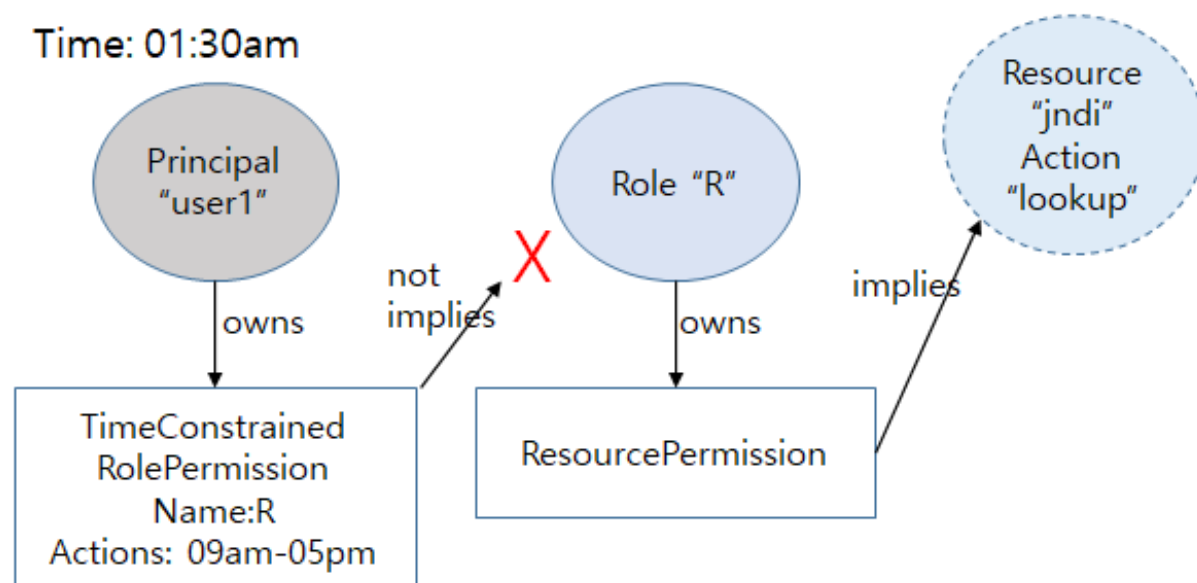 Time: 01:30am
Principal
“user1”
owns
TimeConstrained
RolePermission
Name:R
Actions: 09am-05pm
not
implies
X
Role “R”
owns
ResourcePermission
implies
Resource
“jndi”
Action
“lookup”